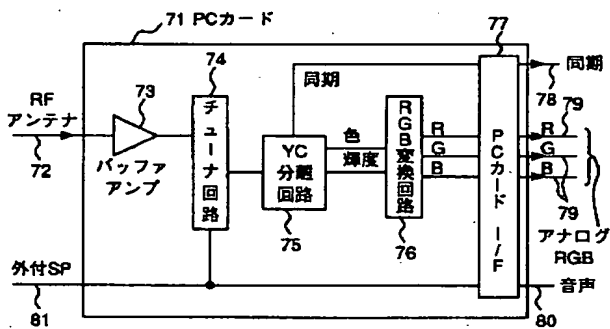 71 PCカード
77
74
同期
同期
78
RF
アンテナ
72
73
バッファ
アンプ
チューナ回路
YC
分離
回路
75
色
輝度
RGB変換回路
76
R
G
B
PCカード I/F
R
G
B
79
79
アナログ
RGB
外付SP
81
音声
80